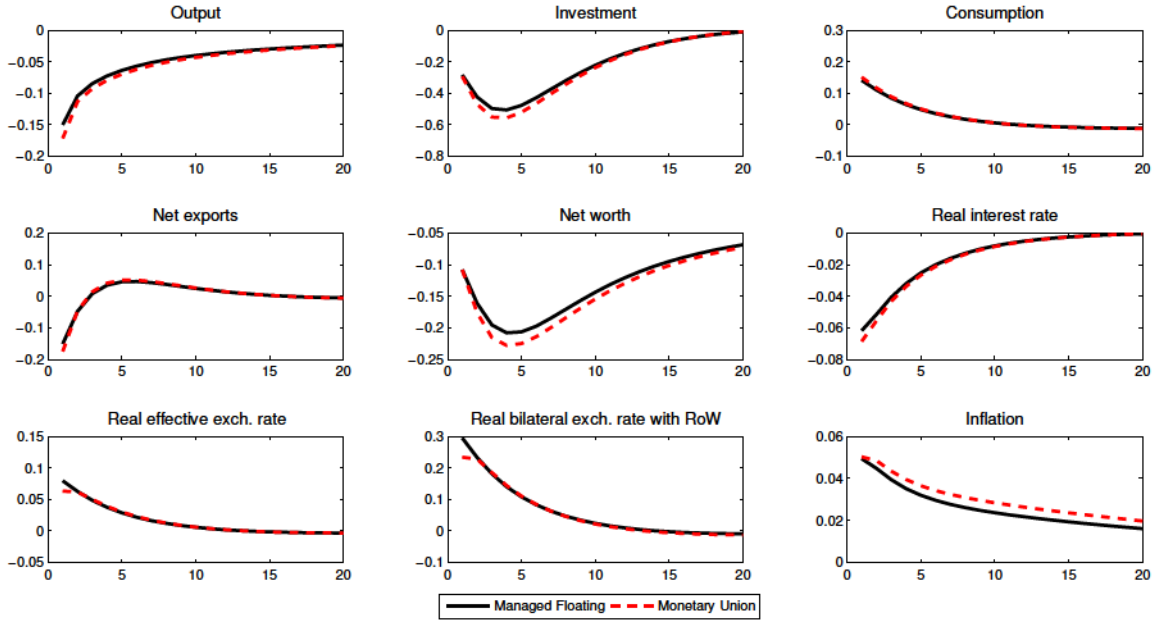 Output
0
−0.05
−0.1
−0.15
−0.2
0 5 10 15 20
Investment
0
−0.2
−0.4
−0.6
−0.8
0 5 10 15 20
Consumption
0.3
0.2
0.1
0
−0.1
0 5 10 15 20
Net exports
0.2
0.1
0
−0.1
−0.2
0 5 10 15 20
Net worth
−0.05
−0.1
−0.15
−0.2
−0.25
0 5 10 15 20
Real interest rate
0
−0.02
−0.04
−0.06
−0.08
0 5 10 15 20
Real effective exch. rate
0.15
0.1
0.05
0
−0.05
0 5 10 15 20
Real bilateral exch. rate with RoW
0.3
0.2
0.1
0
−0.1
0 5 10 15 20
Inflation
0.06
0.04
0.02
0
0 5 10 15 20
Managed Floating Monetary Union